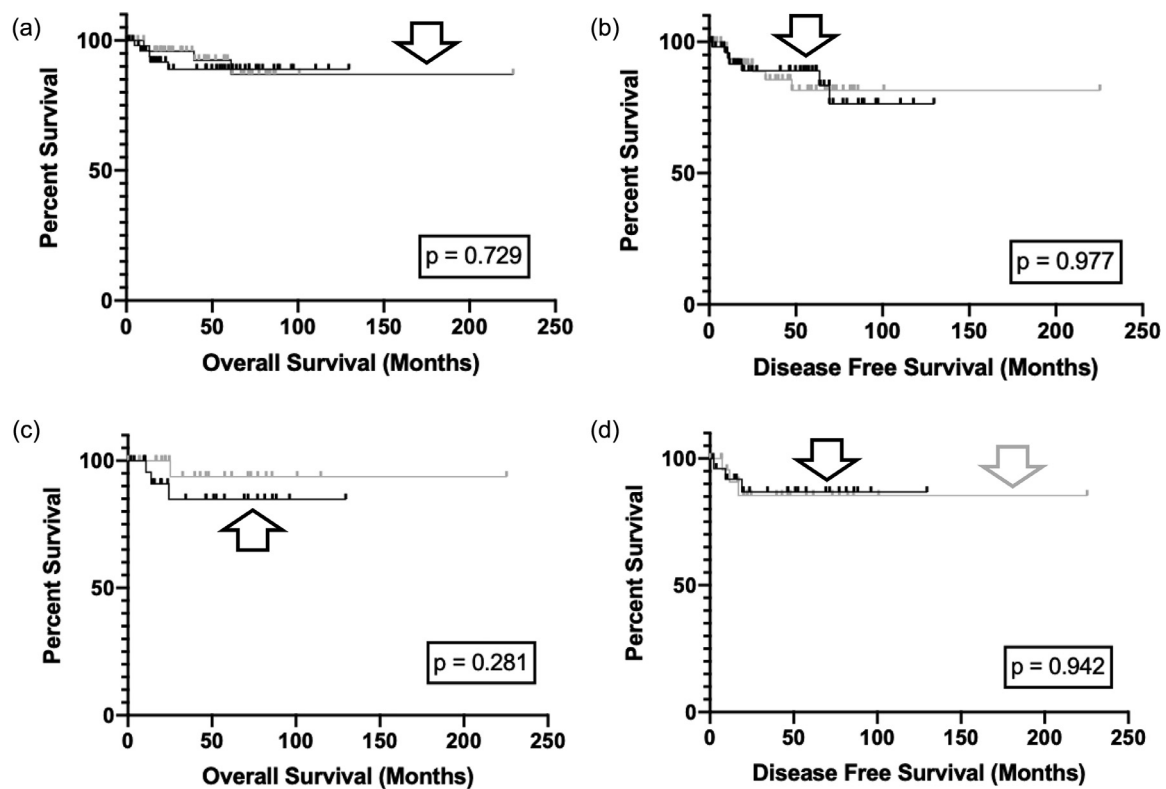 (a)
Percent Survival
100
50
0
0 50 100 150 200 250
Overall Survival (Months)
p = 0.729
(b)
Percent Survival
100
50
0
0 50 100 150 200 250
Disease Free Survival (Months)
p = 0.977
(c)
Percent Survival
100
50
0
0 50 100 150 200 250
Overall Survival (Months)
p = 0.281
(d)
Percent Survival
100
50
0
0 50 100 150 200 250
Disease Free Survival (Months)
p = 0.942